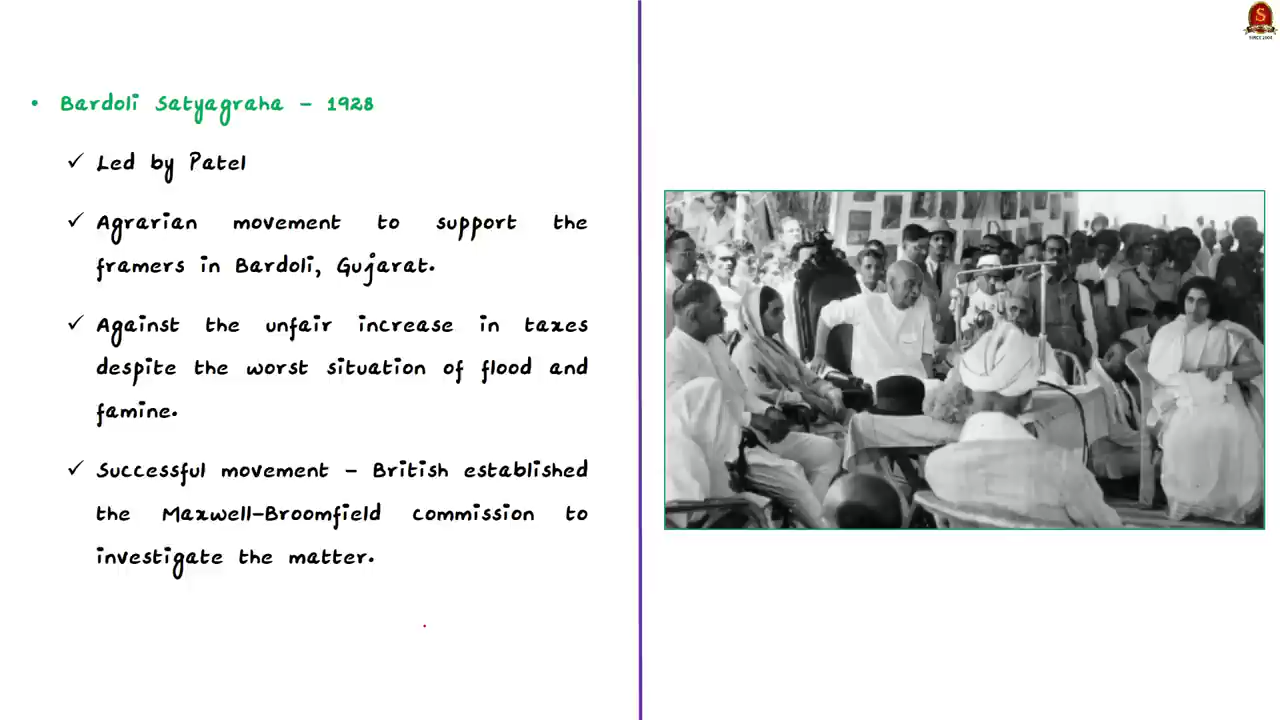 • Bardoli Satyagraha – 1928
✓ Led by Patel
✓ Agrarian movement to support the
framers in Bardoli, Gujarat.
✓ Against the unfair increase in taxes
despite the worst situation of flood and
famine.
✓ Successful movement – British established
the Maxwell-Broomfield commission to
investigate the matter.
S
SINCE 2004